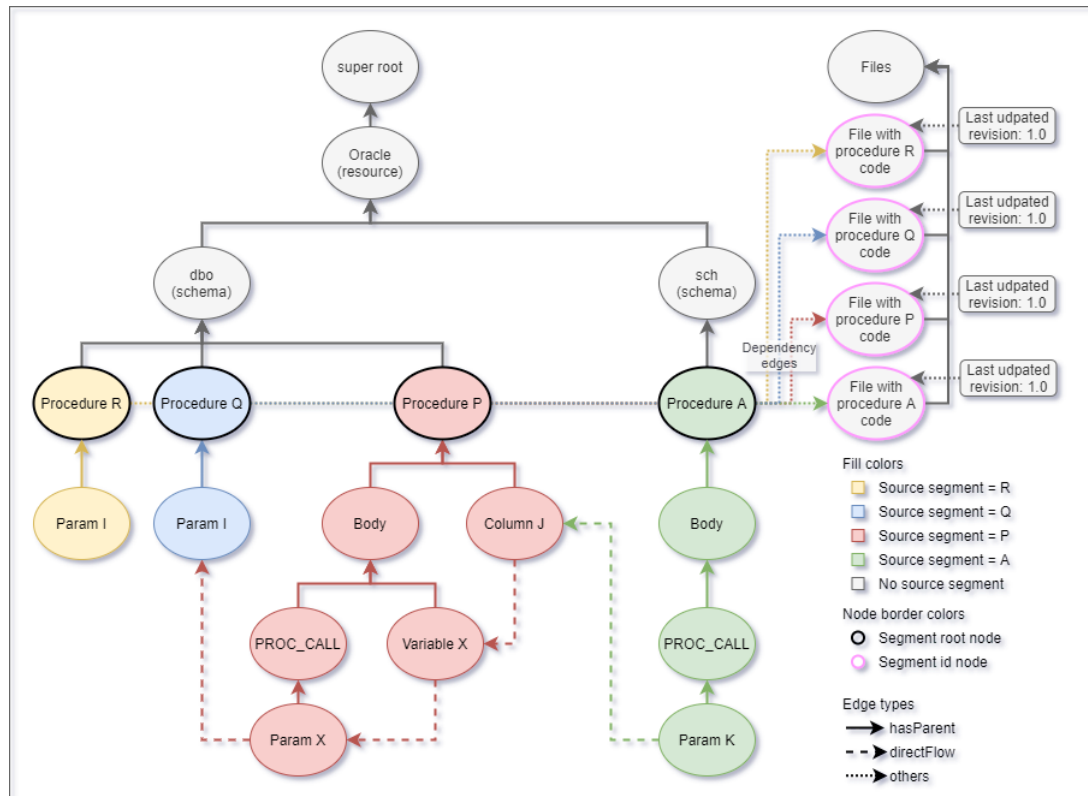 super root
Files
Last udpated
revision: 1.0
File with
procedure R
code
Oracle
(resource)
Last udpated
revision: 1.0
File with
procedure Q
code
dbo
(schema)
sch
(schema)
Last udpated
revision: 1.0
File with
procedure P
code
Dependency
edges
Last udpated
revision: 1.0
Procedure R
Procedure Q
Procedure P
Procedure A
File with
procedure A
code
Param I
Param I
Body
Column J
Body
PROC_CALL
Variable X
PROC_CALL
Param X
Param K
Fill colors
Source segment = R
Source segment = Q
Source segment = P
Source segment = A
No source segment
Node border colors
Segment root node
Segment id node
Edge types
hasParent
directFlow
others